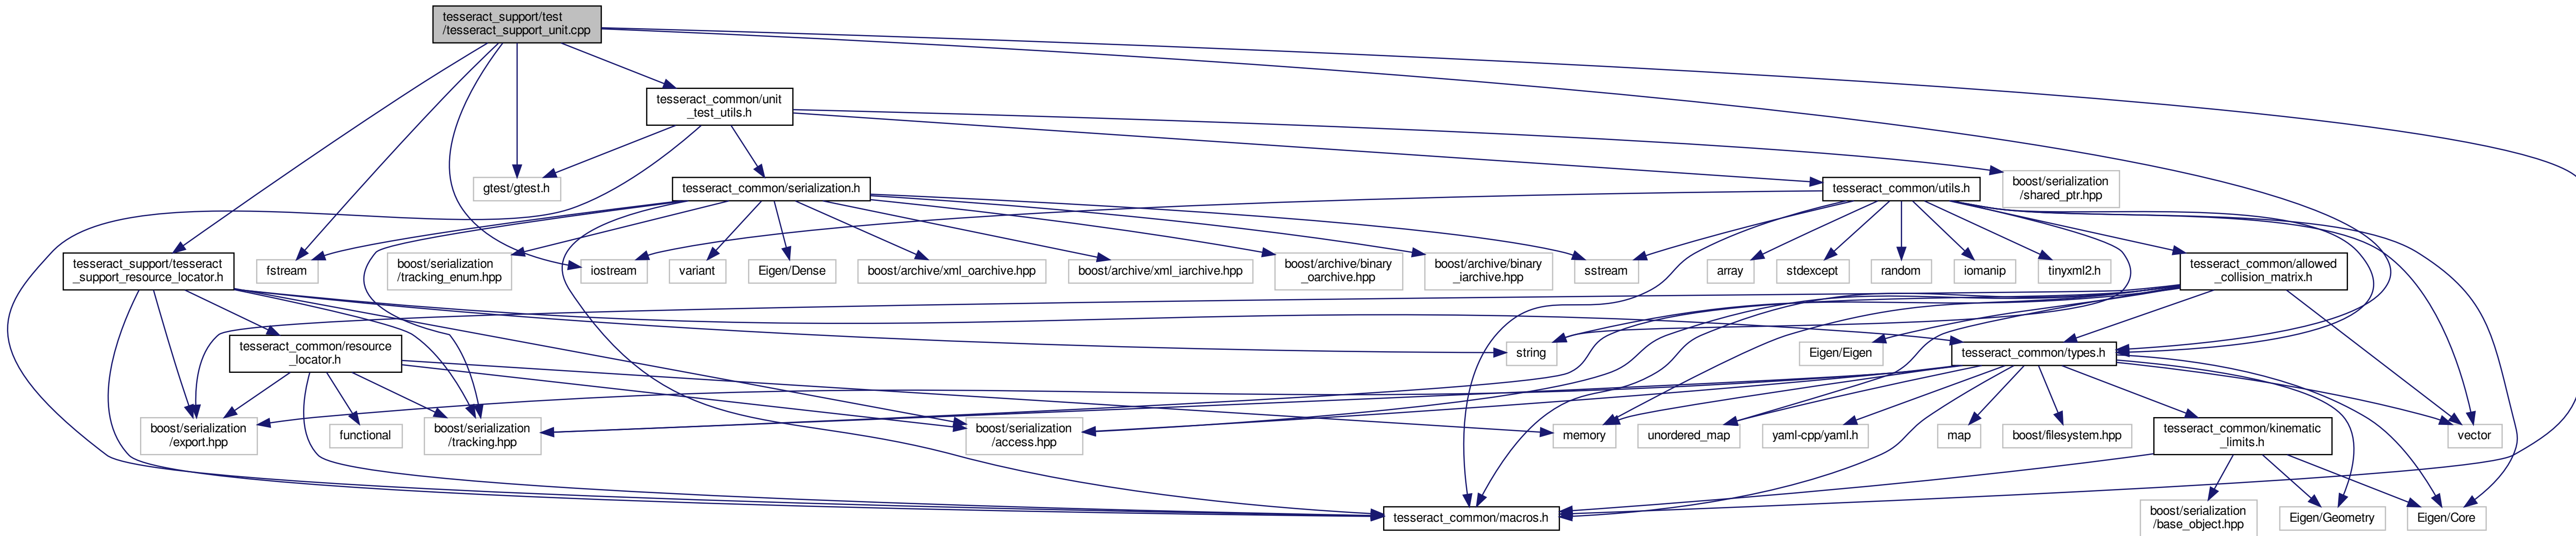 tesseract_support/test
/tesseract_support_unit.cpp
tesseract_common/unit
_test_utils.h
gtest/gtest.h
tesseract_common/serialization.h
tesseract_common/utils.h
boost/serialization
/shared_ptr.hpp
tesseract_support/tesseract
_support_resource_locator.h
fstream
boost/serialization
/tracking_enum.hpp
iostream
variant
Eigen/Dense
boost/archive/xml_oarchive.hpp
boost/archive/xml_iarchive.hpp
boost/archive/binary
_oarchive.hpp
boost/archive/binary
_iarchive.hpp
sstream
array
stdexcept
random
iomanip
tinyxml2.h
tesseract_common/allowed
_collision_matrix.h
tesseract_common/resource
_locator.h
string
Eigen/Eigen
tesseract_common/types.h
boost/serialization
/export.hpp
functional
boost/serialization
/tracking.hpp
boost/serialization
/access.hpp
memory
unordered_map
yaml-cpp/yaml.h
map
boost/filesystem.hpp
tesseract_common/kinematic
_limits.h
vector
tesseract_common/macros.h
boost/serialization
/base_object.hpp
Eigen/Geometry
Eigen/Core